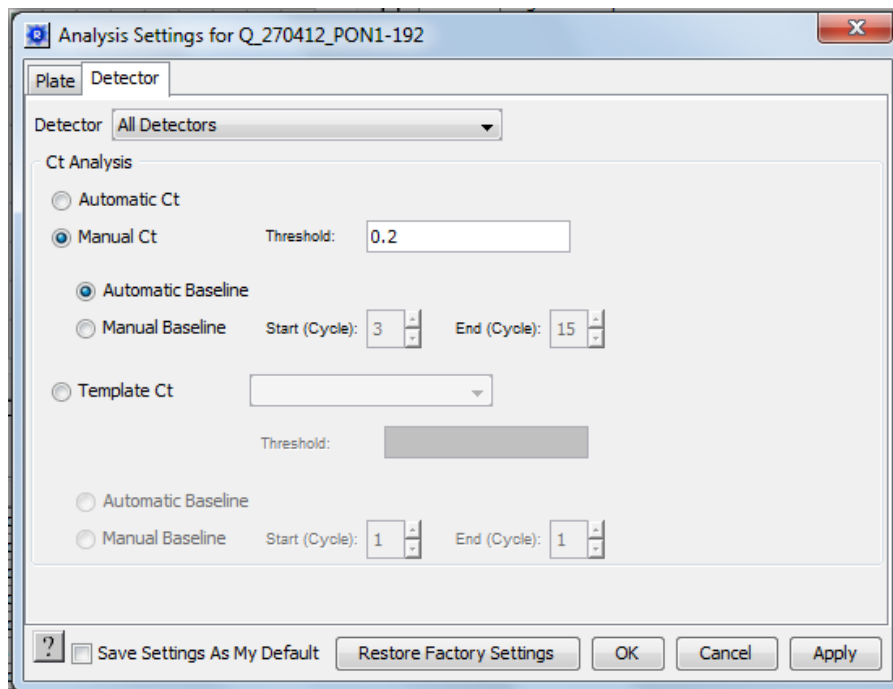 Analysis Settings for Q_270412_PON1-192
Plate Detector
Detector All Detectors
Ct Analysis
Automatic Ct
Manual Ct Threshold: 0.2
Automatic Baseline
Manual Baseline Start (Cycle): 3 End (Cycle): 15
Template Ct
Threshold:
Automatic Baseline
Manual Baseline Start (Cycle): 1 End (Cycle): 1
? Save Settings As My Default Restore Factory Settings OK Cancel Apply